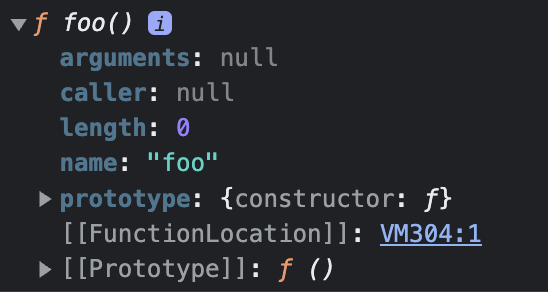 ▼ƒ foo() i
arguments: null
caller: null
length: 0
name: "foo"
▶ prototype: {constructor: ƒ}
[[FunctionLocation]]: VM304:1
▶ [[Prototype]]: ƒ ()